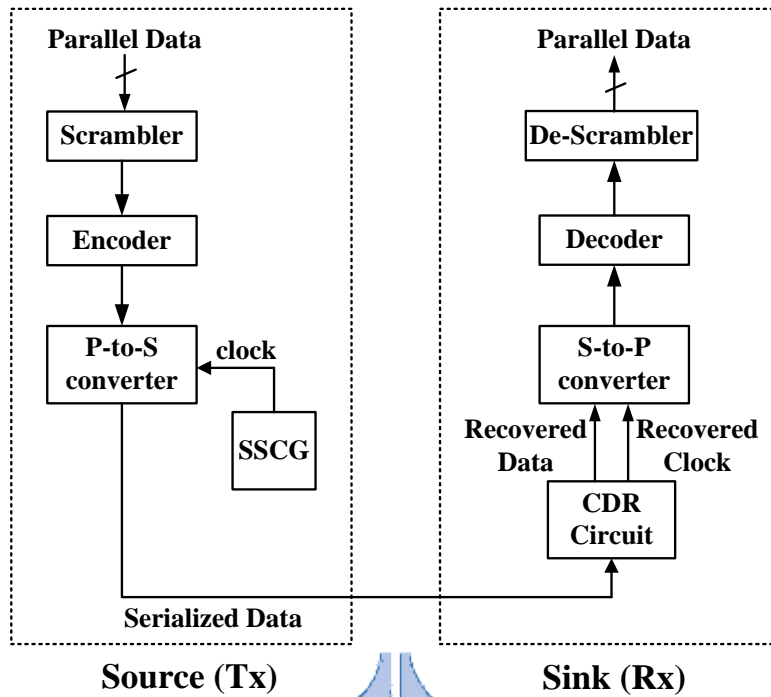 Parallel Data
Scrambler
Encoder
P-to-S
converter
clock
SSCG
Serialized Data
Source (Tx)
Parallel Data
De-Scrambler
Decoder
S-to-P
converter
Recovered
Data
Recovered
Clock
CDR
Circuit
Sink (Rx)